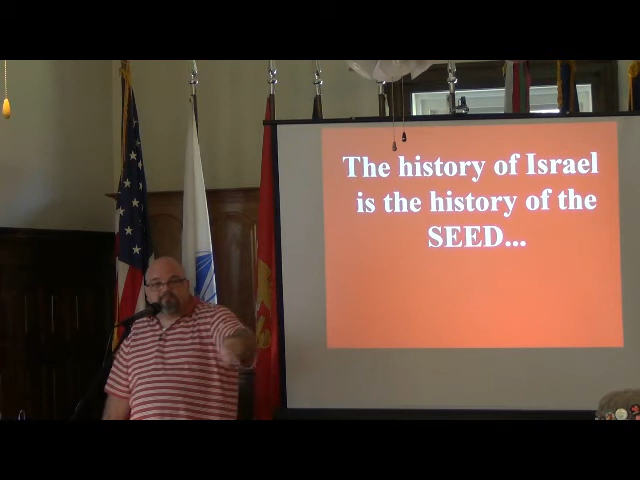 The history of Israel
is the history of the
SEED...